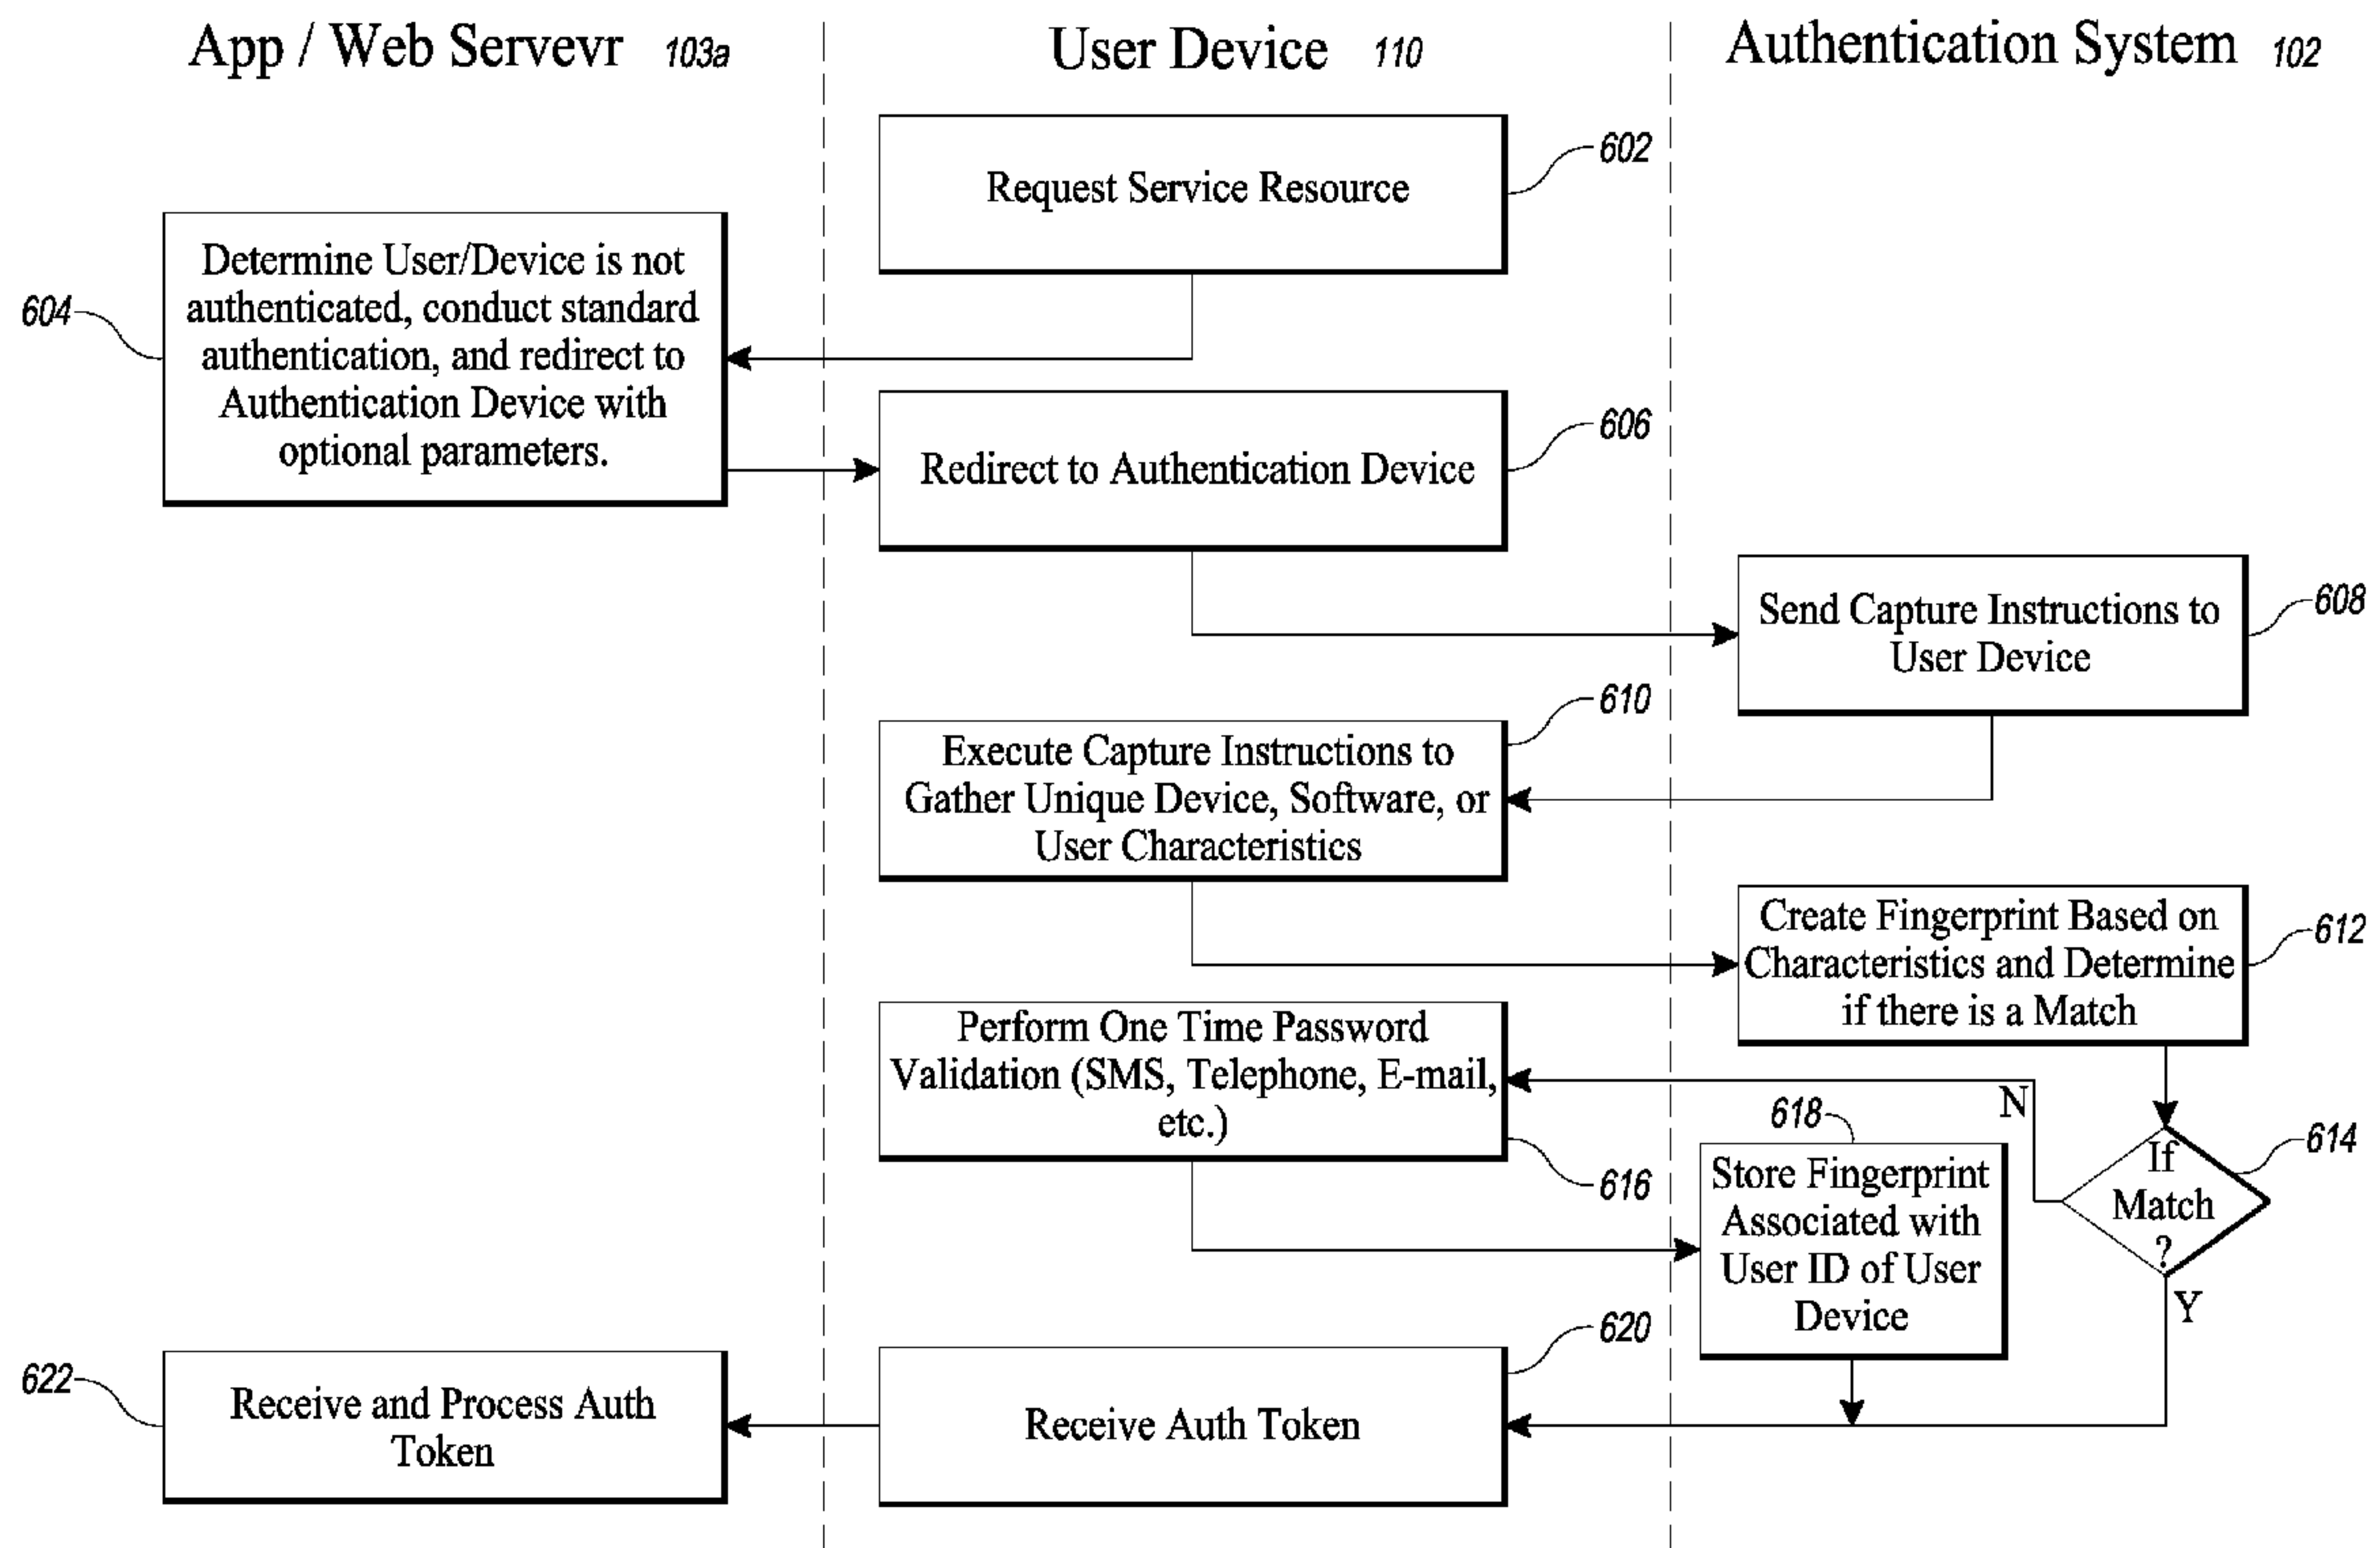 App / Web Servevr 103a
User Device 110
Authentication System 102
Request Service Resource
602
Determine User/Device is not
authenticated, conduct standard
authentication, and redirect to
Authentication Device with
optional parameters.
604
Redirect to Authentication Device
606
Send Capture Instructions to
User Device
608
Execute Capture Instructions to
Gather Unique Device, Software, or
User Characteristics
610
Create Fingerprint Based on
Characteristics and Determine
if there is a Match
612
If
Match
?
614
N
Y
Perform One Time Password
Validation (SMS, Telephone, E-mail,
etc.)
616
618
Store Fingerprint
Associated with
User ID of User
Device
Receive Auth Token
620
Receive and Process Auth
Token
622